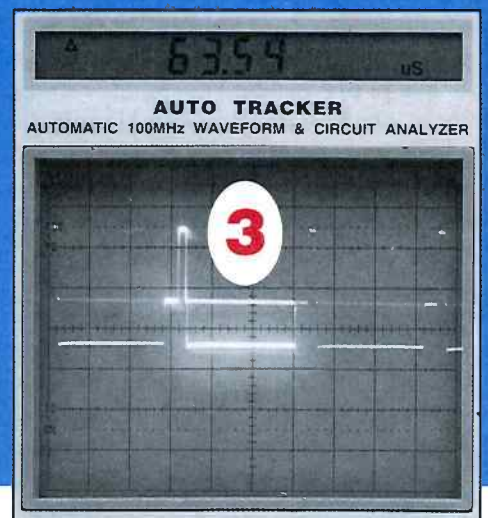 Δ 63.54 uS
AUTO TRACKER
AUTOMATIC 100MHz WAVEFORM & CIRCUIT ANALYZER
3